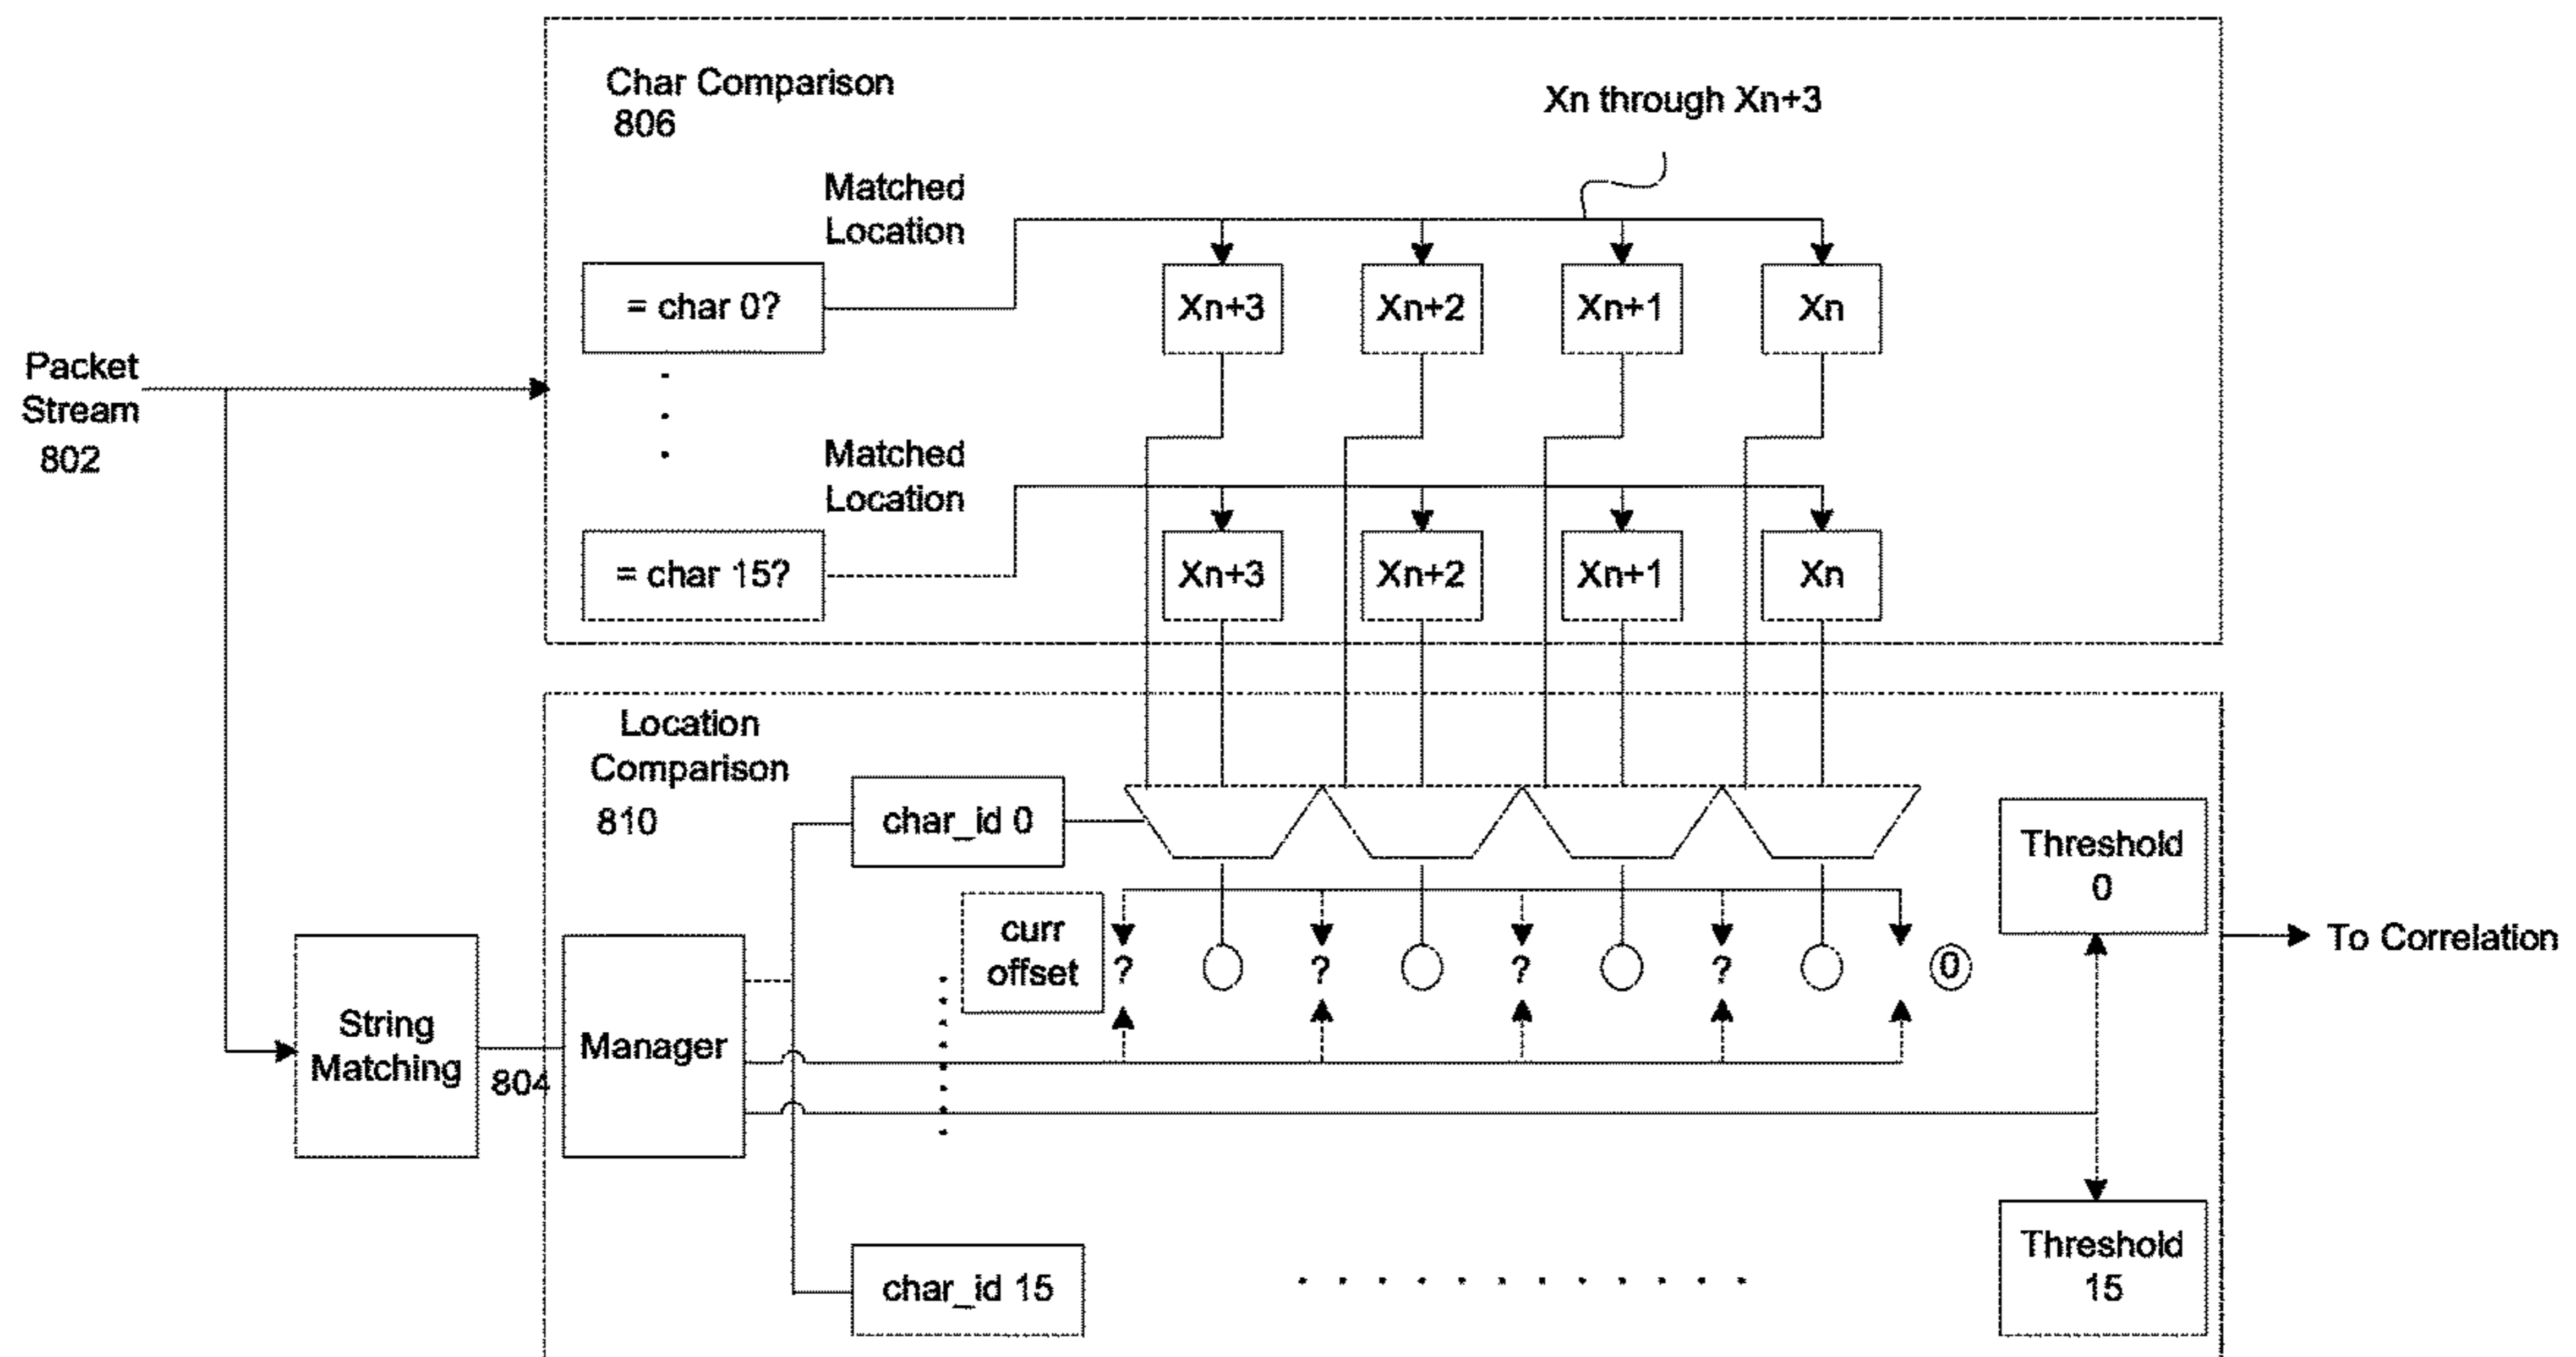 Char Comparison
806
Xn through Xn+3
Matched
Location
= char 0?
Xn+3
Xn+2
Xn+1
Xn
Packet
Stream
802
Matched
Location
= char 15?
Xn+3
Xn+2
Xn+1
Xn
Location
Comparison
810
char_id 0
Threshold
0
curr
offset
?
?
?
?
0
To Correlation
String
Matching
804
Manager
char_id 15
Threshold
15